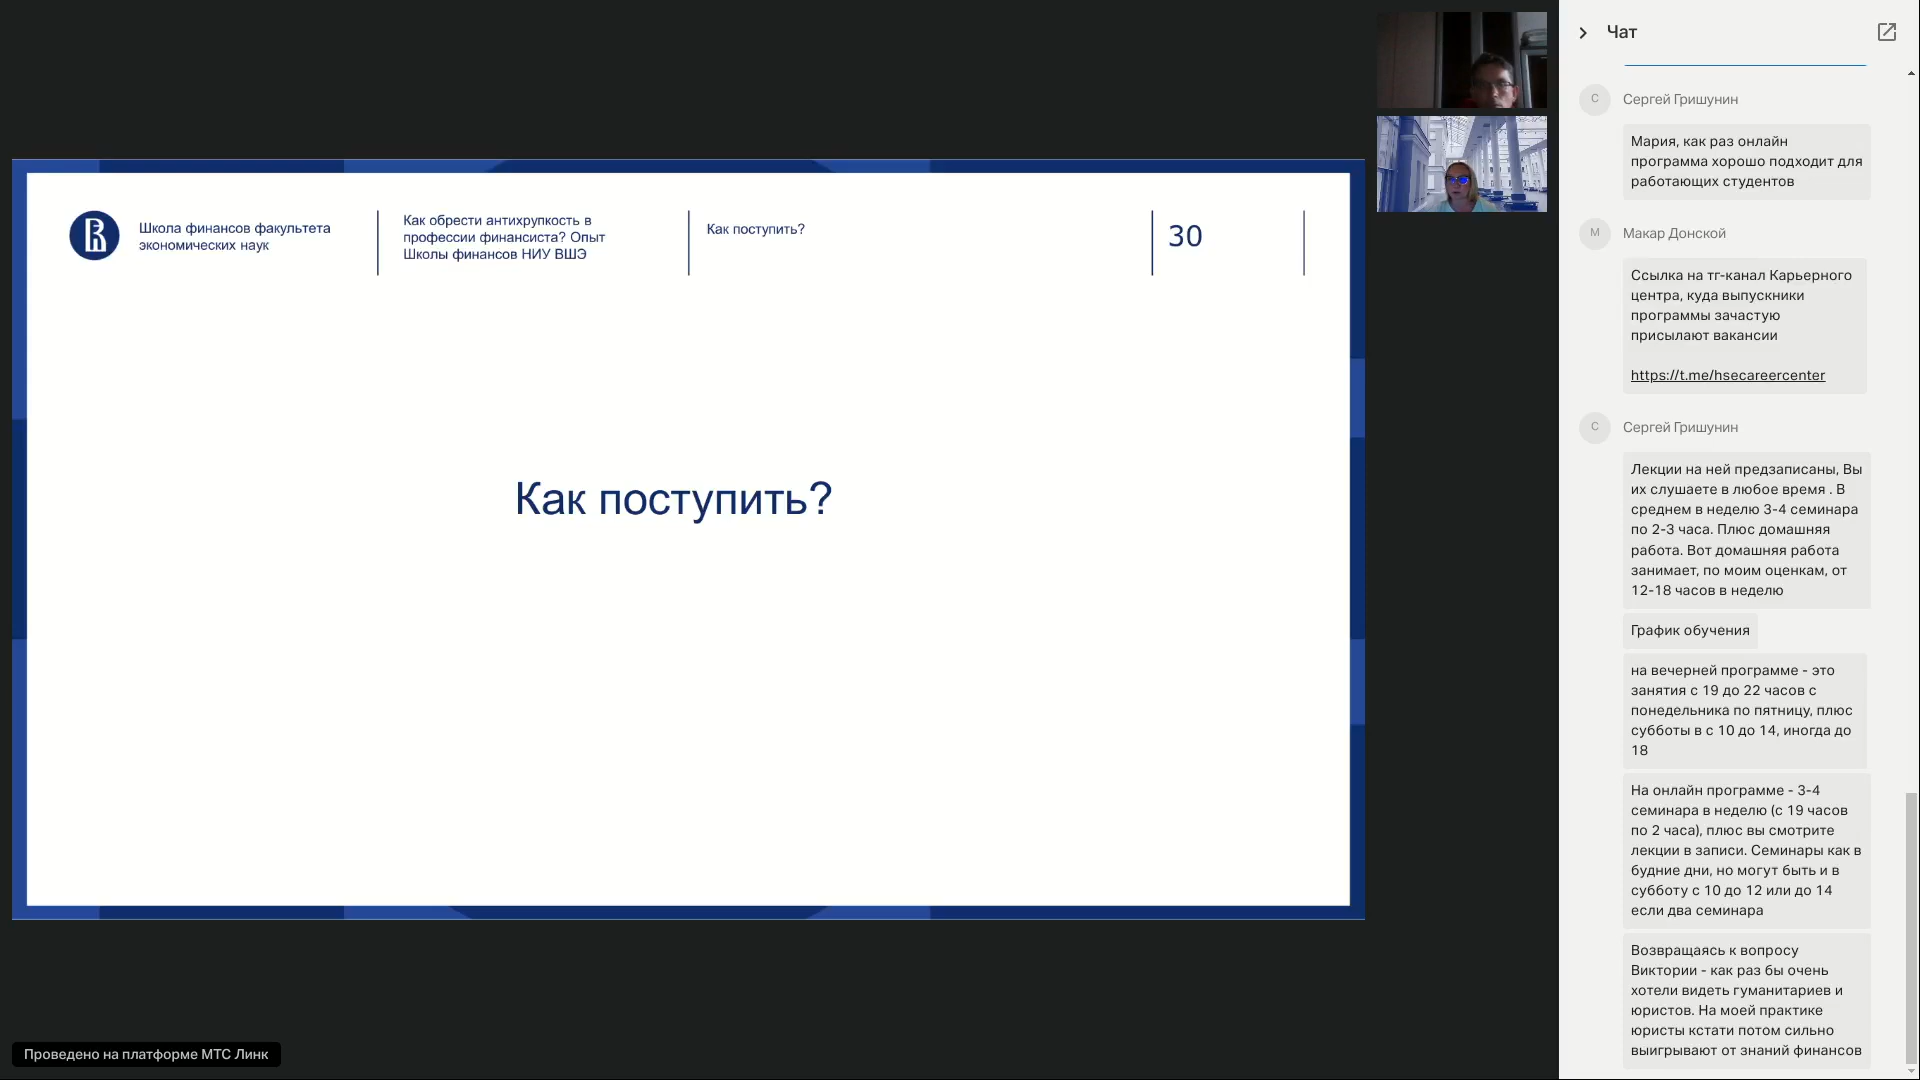 Школа финансов факультета
экономических наук
Как обрести антихрупкость в
профессии финансиста? Опыт
Школы финансов НИУ ВШЭ
Как поступить?
30
Как поступить?
Проведено на платформе МТС Линк
Чат
С
Сергей Гришунин
Мария, как раз онлайн
программа хорошо подходит для
работающих студентов
М
Макар Донской
Ссылка на тг-канал Карьерного
центра, куда выпускники
программы зачастую
присылают вакансии
https://t.me/hsecareercenter
С
Сергей Гришунин
Лекции на ней предзаписаны, Вы
их слушаете в любое время . В
среднем в неделю 3-4 семинара
по 2-3 часа. Плюс домашняя
работа. Вот домашняя работа
занимает, по моим оценкам, от
12-18 часов в неделю
График обучения
на вечерней программе - это
занятия с 19 до 22 часов с
понедельника по пятницу, плюс
субботы в с 10 до 14, иногда до
18
На онлайн программе - 3-4
семинара в неделю (с 19 часов
по 2 часа), плюс вы смотрите
лекции в записи. Семинары как в
будние дни, но могут быть и в
субботу с 10 до 12 или до 14
если два семинара
Возвращаясь к вопросу
Виктории - как раз бы очень
хотели видеть гуманитариев и
юристов. На моей практике
юристы кстати потом сильно
выигрывают от знаний финансов